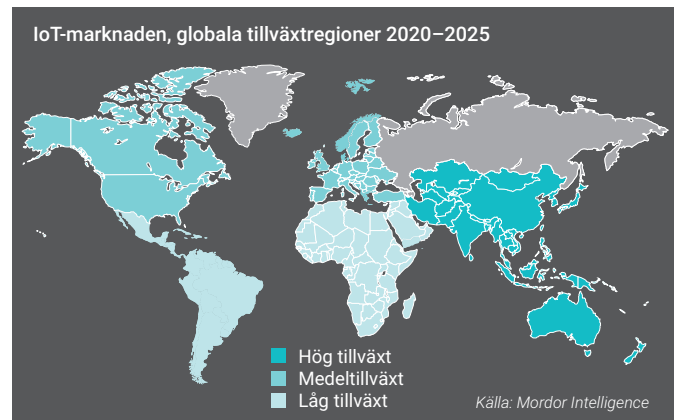 IoT-marknaden, globala tillväxtregioner 2020–2025
Hög tillväxt
Medeltillväxt
Låg tillväxt
Källa: Mordor Intelligence